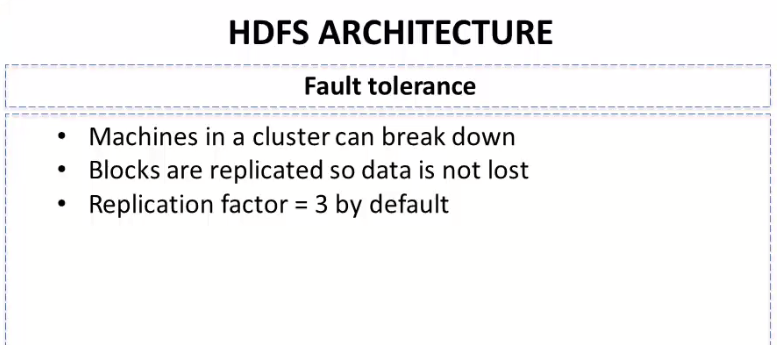 HDFS ARCHITECTURE
Fault tolerance
• Machines in a cluster can break down
• Blocks are replicated so data is not lost
• Replication factor = 3 by default